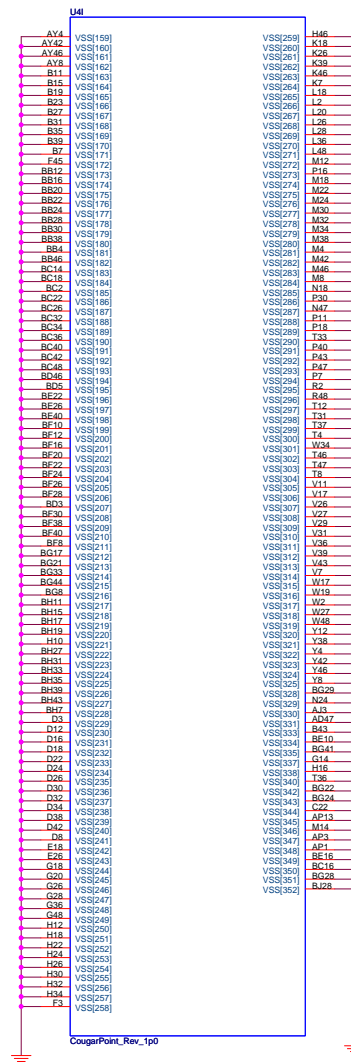 U4I
AY4 VSS[159] VSS[259] H46
AY42 VSS[160] VSS[260] K18
AY46 VSS[161] VSS[261] K26
AY8 VSS[162] VSS[262] K39
B11 VSS[163] VSS[263] K46
B15 VSS[164] VSS[264] K7
B19 VSS[165] VSS[265] L18
B23 VSS[166] VSS[266] L2
B27 VSS[167] VSS[267] L20
B31 VSS[168] VSS[268] L26
B35 VSS[169] VSS[269] L28
B39 VSS[170] VSS[270] L36
B7 VSS[171] VSS[271] L48
F45 VSS[172] VSS[272] M12
BB12 VSS[173] VSS[273] P16
BB16 VSS[174] VSS[274] M18
BB20 VSS[175] VSS[275] M22
BB22 VSS[176] VSS[276] M24
BB24 VSS[177] VSS[277] M30
BB28 VSS[178] VSS[278] M32
BB30 VSS[179] VSS[279] M34
BB38 VSS[180] VSS[280] M38
BB4 VSS[181] VSS[281] M4
BB46 VSS[182] VSS[282] M42
BC14 VSS[183] VSS[283] M46
BC18 VSS[184] VSS[284] M8
BC2 VSS[185] VSS[285] N18
BC22 VSS[186] VSS[286] P30
BC26 VSS[187] VSS[287] N47
BC32 VSS[188] VSS[288] P11
BC34 VSS[189] VSS[289] P18
BC36 VSS[190] VSS[290] T33
BC40 VSS[191] VSS[291] P40
BC42 VSS[192] VSS[292] P43
BC48 VSS[193] VSS[293] P47
BD46 VSS[194] VSS[294] P7
BD5 VSS[195] VSS[295] R2
BE22 VSS[196] VSS[296] R48
BE26 VSS[197] VSS[297] T12
BE40 VSS[198] VSS[298] T31
BF10 VSS[199] VSS[299] T37
BF12 VSS[200] VSS[300] T4
BF16 VSS[201] VSS[301] W34
BF20 VSS[202] VSS[302] T46
BF22 VSS[203] VSS[303] T47
BF24 VSS[204] VSS[304] T8
BF26 VSS[205] VSS[305] V11
BF28 VSS[206] VSS[306] V17
BD3 VSS[207] VSS[307] V26
BF30 VSS[208] VSS[308] V27
BF38 VSS[209] VSS[309] V29
BF40 VSS[210] VSS[310] V31
BF8 VSS[211] VSS[311] V36
BG17 VSS[212] VSS[312] V39
BG21 VSS[213] VSS[313] V43
BG33 VSS[214] VSS[314] V7
BG44 VSS[215] VSS[315] W17
BG8 VSS[216] VSS[316] W19
BH11 VSS[217] VSS[317] W2
BH15 VSS[218] VSS[318] W27
BH17 VSS[219] VSS[319] W48
BH19 VSS[220] VSS[320] Y12
H10 VSS[221] VSS[321] Y38
BH27 VSS[222] VSS[322] Y4
BH31 VSS[223] VSS[323] Y42
BH33 VSS[224] VSS[324] Y46
BH35 VSS[225] VSS[325] Y8
BH39 VSS[226] VSS[328] BG29
BH43 VSS[227] VSS[329] N24
BH7 VSS[228] VSS[330] AJ3
D3 VSS[229] VSS[331] AD47
D12 VSS[230] VSS[333] B43
D16 VSS[231] VSS[334] BE10
D18 VSS[232] VSS[335] BG41
D22 VSS[233] VSS[337] G14
D24 VSS[234] VSS[338] H16
D26 VSS[235] VSS[340] T36
D30 VSS[236] VSS[342] BG22
D32 VSS[237] VSS[343] BG24
D34 VSS[238] VSS[344] C22
D38 VSS[239] VSS[345] AP13
D42 VSS[240] VSS[346] M14
D8 VSS[241] VSS[347] AP3
E18 VSS[242] VSS[348] AP1
E26 VSS[243] VSS[349] BE16
G18 VSS[244] VSS[350] BC16
G20 VSS[245] VSS[351] BG28
G26 VSS[246] VSS[352] BJ28
G28 VSS[247]
G36 VSS[248]
G48 VSS[249]
H12 VSS[250]
H18 VSS[251]
H22 VSS[252]
H24 VSS[253]
H26 VSS[254]
H30 VSS[255]
H32 VSS[256]
H34 VSS[257]
F3 VSS[258]
CougarPoint_Rev_1p0